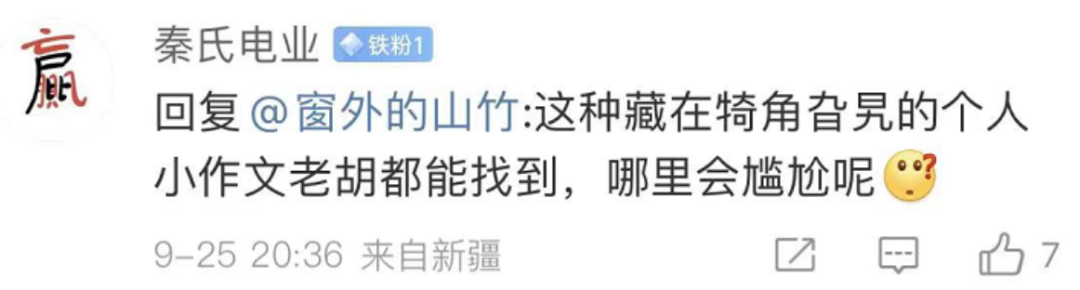 赢
秦氏电业 铁粉1
回复@窗外的山竹:这种藏在犄角旮旯的个人
小作文老胡都能找到，哪里会尴尬呢
9-25 20:36 来自新疆 7